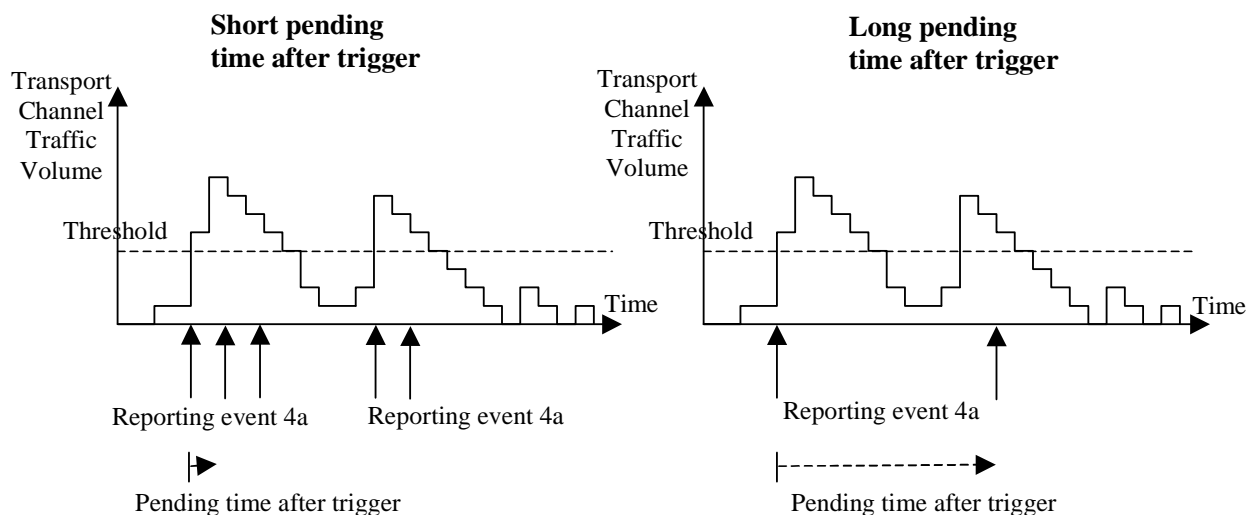 Short pending
time after trigger
Transport
Channel
Traffic
Volume
Threshold
Time
Reporting event 4a
Reporting event 4a
Pending time after trigger
Long pending
time after trigger
Transport
Channel
Traffic
Volume
Threshold
Time
Reporting event 4a
Pending time after trigger